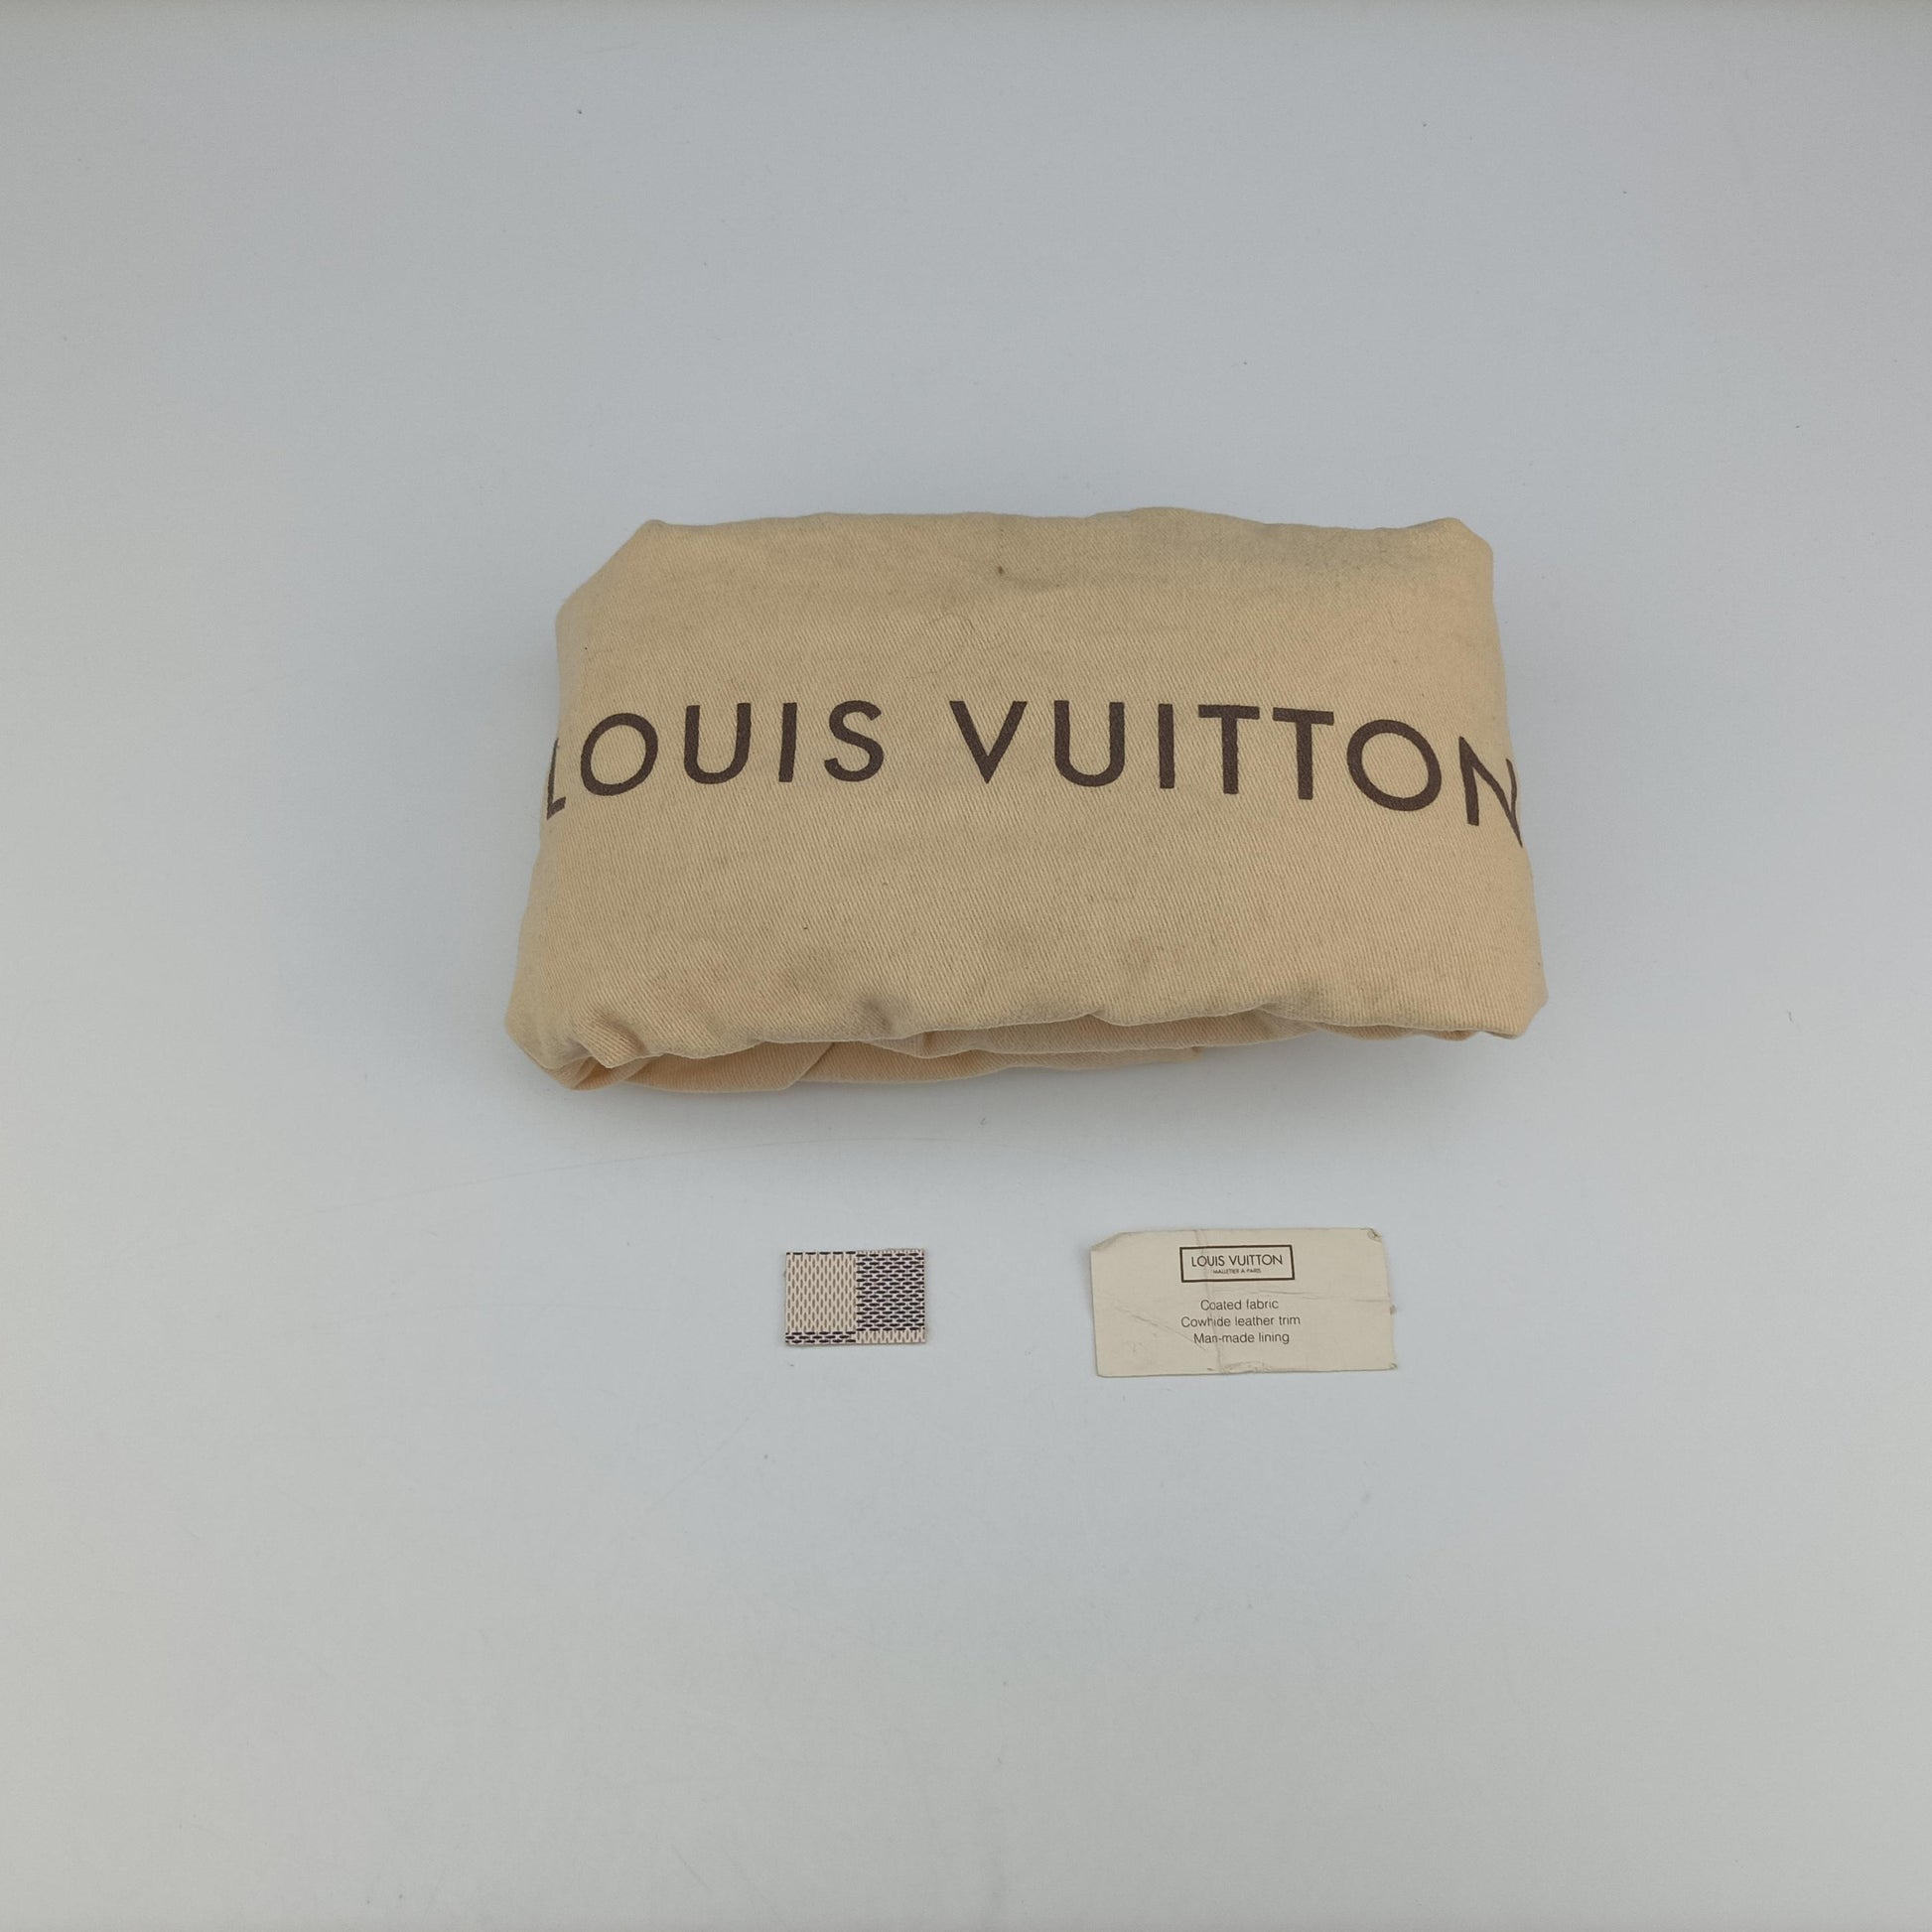 LOUIS VUITTON
LOUIS VUITTON
MALLETIER A PARIS
Coated fabric
Cowhide leather trim
Man-made lining